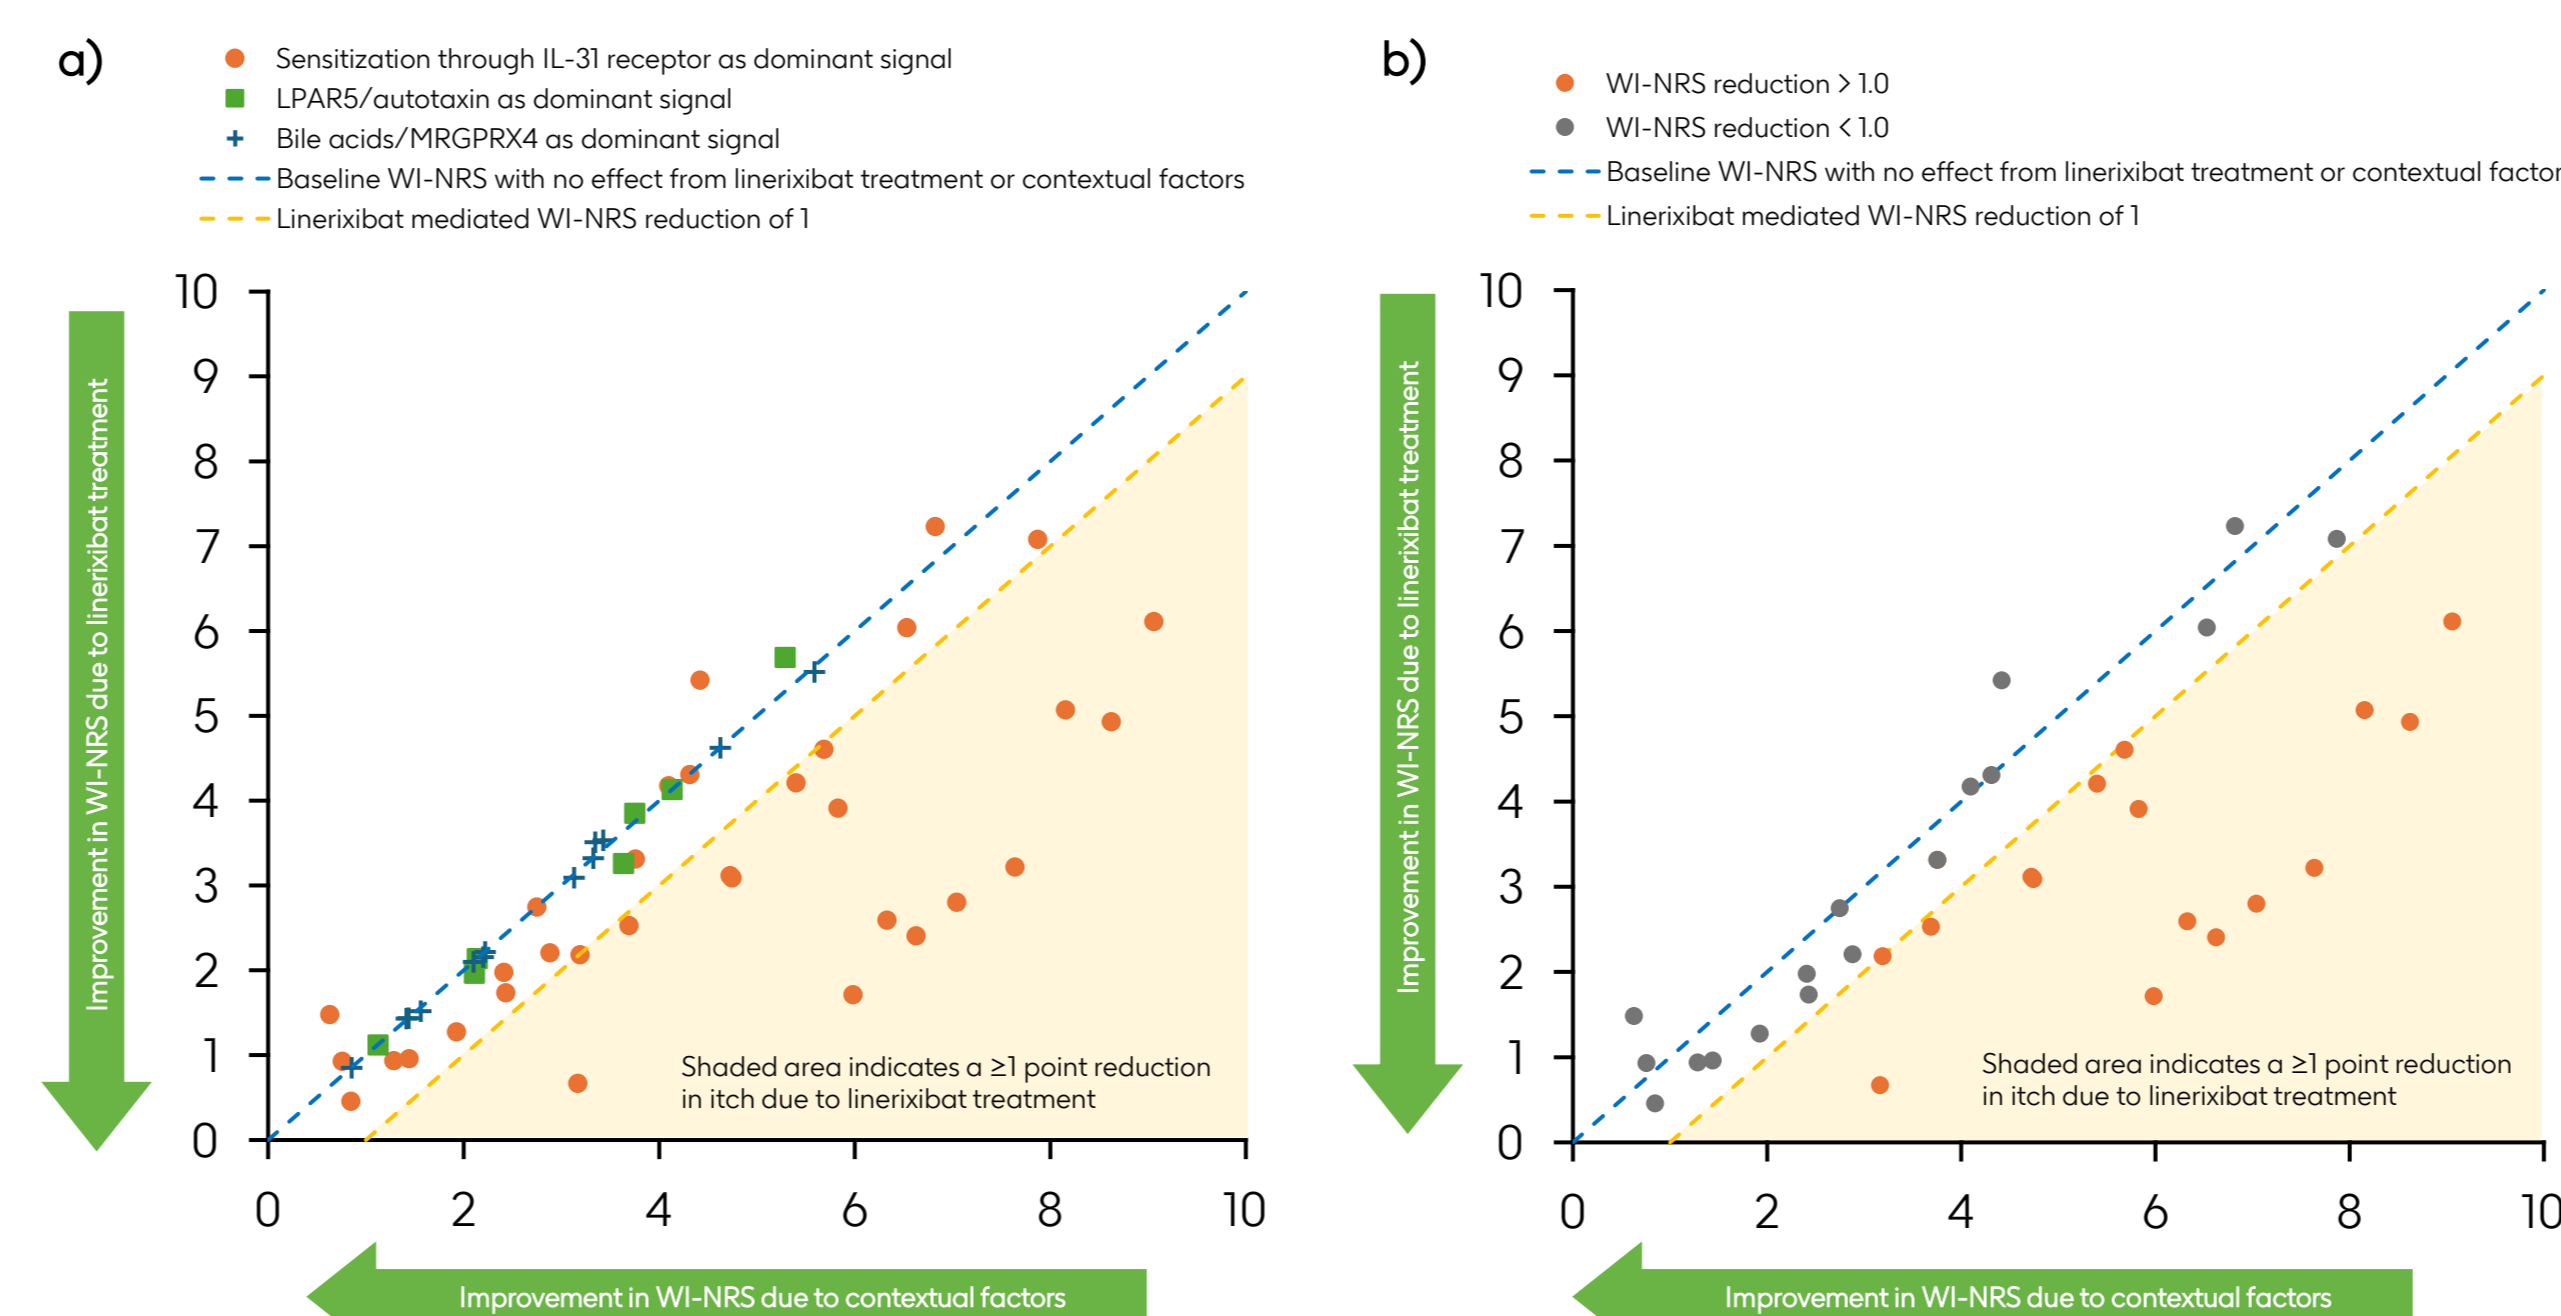 a)
Sensitization through IL-31 receptor as dominant signal
LPAR5/autotaxin as dominant signal
Bile acids/MRGPRX4 as dominant signal
Baseline WI-NRS with no effect from linerixibat treatment or contextual factors
Linerixibat mediated WI-NRS reduction of 1
Improvement in WI-NRS due to linerixibat treatment
10
9
8
7
6
5
4
3
2
1
0
Shaded area indicates a ≥1 point reduction
in itch due to linerixibat treatment
0 2 4 6 8 10
Improvement in WI-NRS due to contextual factors
b)
WI-NRS reduction > 1.0
WI-NRS reduction < 1.0
Baseline WI-NRS with no effect from linerixibat treatment or contextual factor
Linerixibat mediated WI-NRS reduction of 1
Improvement in WI-NRS due to linerixibat treatment
10
9
8
7
6
5
4
3
2
1
0
Shaded area indicates a ≥1 point reduction
in itch due to linerixibat treatment
0 2 4 6 8 10
Improvement in WI-NRS due to contextual factors